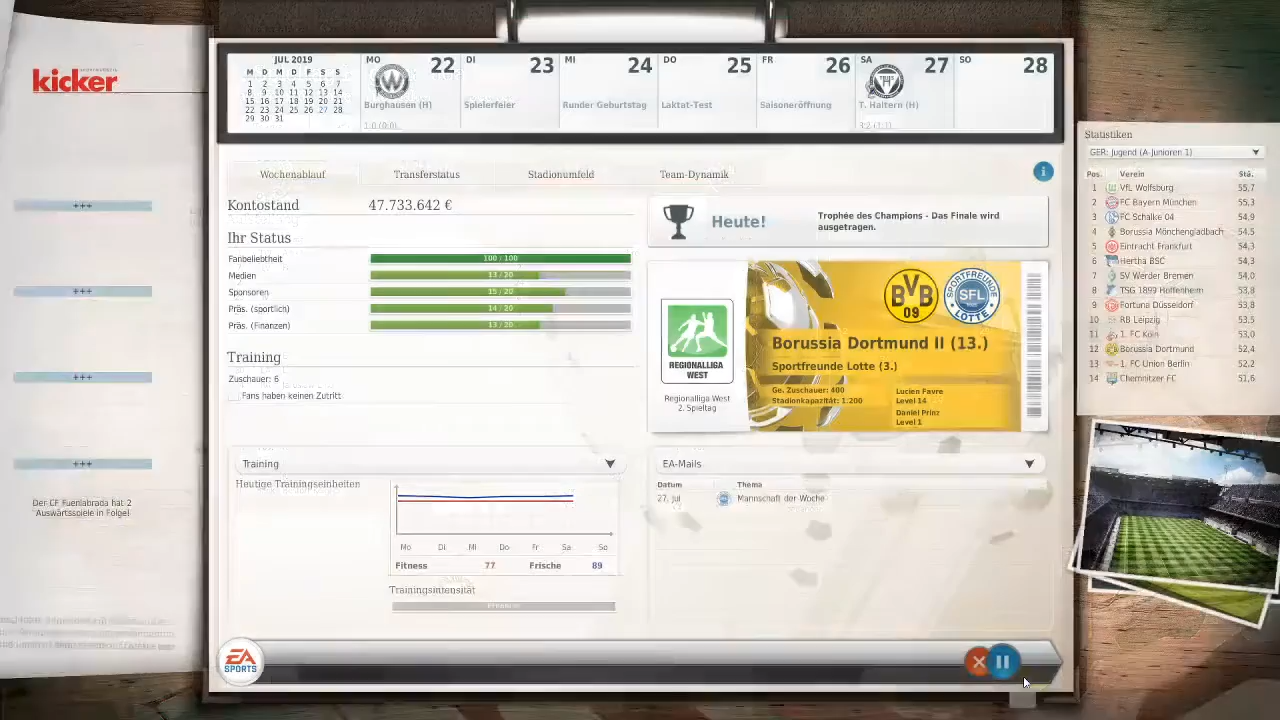 kicker
+++
+++
+++
+++
Der CF Fuenlabrada hat 2
Auswärtsspiele in Folge!
JUL 2019
M D M D F S S
1 2 3 4 5 6 7
8 9 10 11 12 13 14
15 16 17 18 19 20 21
22 23 24 25 26 27 28
29 30 31
MO 22
Burghausen (H)
1:0 (0:0)
DI 23
Spielerfeier
MI 24
Runder Geburtstag
DO 25
Laktat-Test
FR 26
Saisoneröffnung
SA 27
T. Haltern (H)
3:2 (1:1)
SO 28
Wochenablauf
Transferstatus
Stadionumfeld
Team-Dynamik
i
Kontostand 47.733.642 €
Ihr Status
Fanbeliebtheit 100 / 100
Medien 13 / 20
Sponsoren 15 / 20
Präs. (sportlich) 14 / 20
Präs. (Finanzen) 13 / 20
Training
Zuschauer: 6
Fans haben keinen Zutritt
Heute!
Trophée des Champions - Das Finale wird
ausgetragen.
REGIONALLIGA
WEST
Regionalliga West
2. Spieltag
BVB
09
SPORTFREUNDE
SFL
LOTTE
Borussia Dortmund II (13.)
Sportfreunde Lotte (3.)
Ge. Zuschauer: 400
Stadionkapazität: 1.200
Lucien Favre
Level 14
Daniel Prinz
Level 1
Training
Heutige Trainingseinheiten
Mo Di Mi Do Fr Sa So
Fitness 77 Frische 89
Trainingsintensität
EA-Mails
Datum Thema
27. Jul Mannschaft der Woche
EA
SPORTS
Statistiken
GER: Jugend (A-Junioren 1)
Pos. Verein Stä.
1 VfL Wolfsburg 55,7
2 FC Bayern München 55,3
3 FC Schalke 04 54,9
4 Borussia Mönchengladbach 54,5
5 Eintracht Frankfurt 54,3
6 Hertha BSC 54,3
7 SV Werder Bremen 54,0
8 TSG 1899 Hoffenheim 53,8
9 Fortuna Düsseldorf 53,8
10 RB Leipzig 53,5
11 1. FC Köln 53,0
12 Borussia Dortmund 52,4
13 1. FC Union Berlin 52,2
14 Chemnitzer FC 51,6